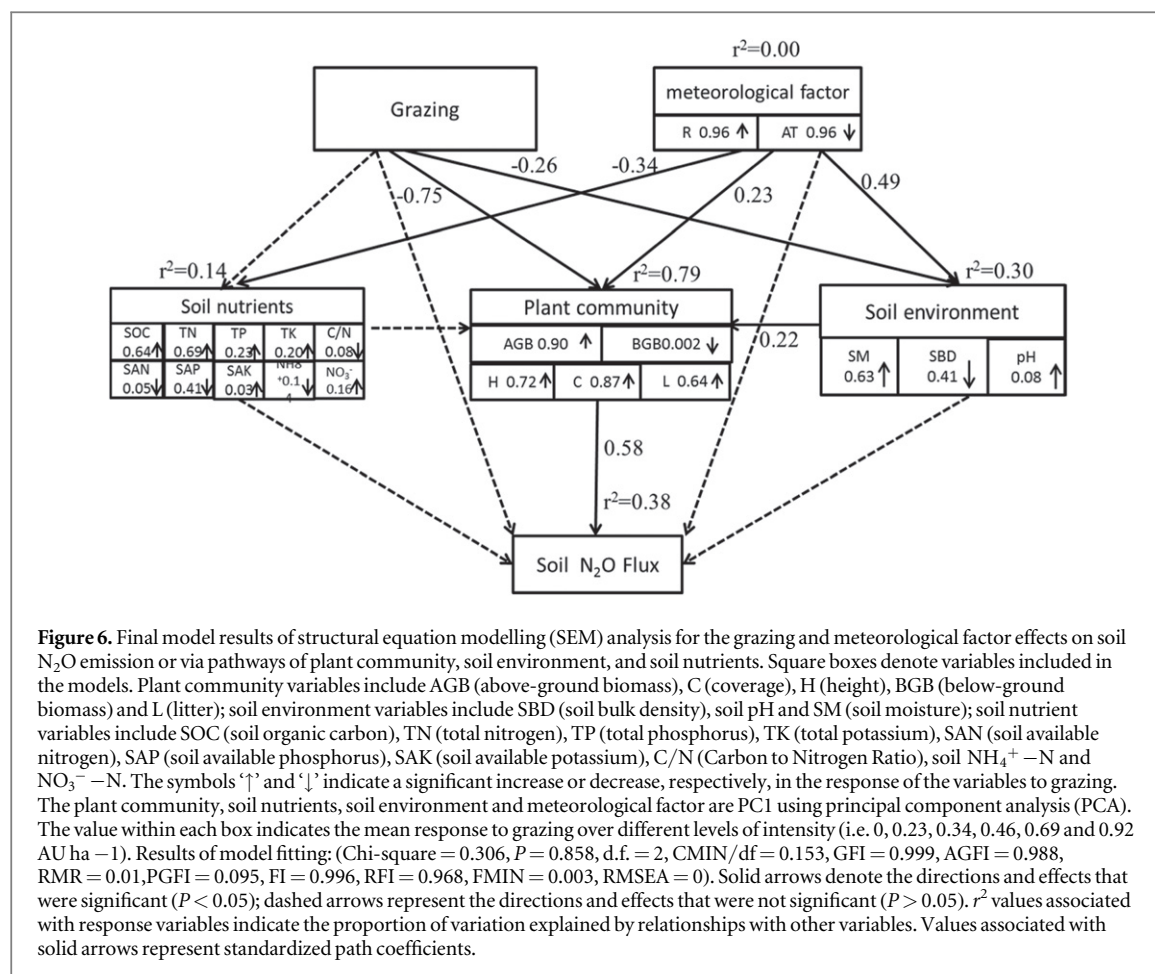 r²=0.00
Grazing
meteorological factor
R 0.96 ↑ AT 0.96 ↓
-0.26 -0.34
-0.75 0.23 0.49
r²=0.14 r²=0.79 r²=0.30
Soil nutrients
SOC TN TP TK C/N
0.64↑ 0.69↑ 0.23↑ 0.20↑ 0.08↓
SAN SAP SAK NH8 NO₃⁻
0.05↓ 0.41↓ 0.03↑ ⁺0.1↓ 0.16↑
4
Plant community
AGB 0.90 ↑ BGB0.002 ↓
H 0.72↑ C 0.87↑ L 0.64↑
Soil environment
SM SBD pH
0.63 ↑ 0.41 ↓ 0.08 ↑
0.22
0.58
r²=0.38
Soil N₂O Flux
Figure 6. Final model results of structural equation modelling (SEM) analysis for the grazing and meteorological factor effects on soil
N₂O emission or via pathways of plant community, soil environment, and soil nutrients. Square boxes denote variables included in
the models. Plant community variables include AGB (above-ground biomass), C (coverage), H (height), BGB (below-ground
biomass) and L (litter); soil environment variables include SBD (soil bulk density), soil pH and SM (soil moisture); soil nutrient
variables include SOC (soil organic carbon), TN (total nitrogen), TP (total phosphorus), TK (total potassium), SAN (soil available
nitrogen), SAP (soil available phosphorus), SAK (soil available potassium), C/N (Carbon to Nitrogen Ratio), soil NH₄⁺ −N and
NO₃⁻ −N. The symbols '↑' and '↓' indicate a significant increase or decrease, respectively, in the response of the variables to grazing.
The plant community, soil nutrients, soil environment and meteorological factor are PC1 using principal component analysis (PCA).
The value within each box indicates the mean response to grazing over different levels of intensity (i.e. 0, 0.23, 0.34, 0.46, 0.69 and 0.92
AU ha −1). Results of model fitting: (Chi-square = 0.306, P = 0.858, d.f. = 2, CMIN/df = 0.153, GFI = 0.999, AGFI = 0.988,
RMR = 0.01,PGFI = 0.095, FI = 0.996, RFI = 0.968, FMIN = 0.003, RMSEA = 0). Solid arrows denote the directions and effects that
were significant (P < 0.05); dashed arrows represent the directions and effects that were not significant (P > 0.05). r² values associated
with response variables indicate the proportion of variation explained by relationships with other variables. Values associated with
solid arrows represent standardized path coefficients.